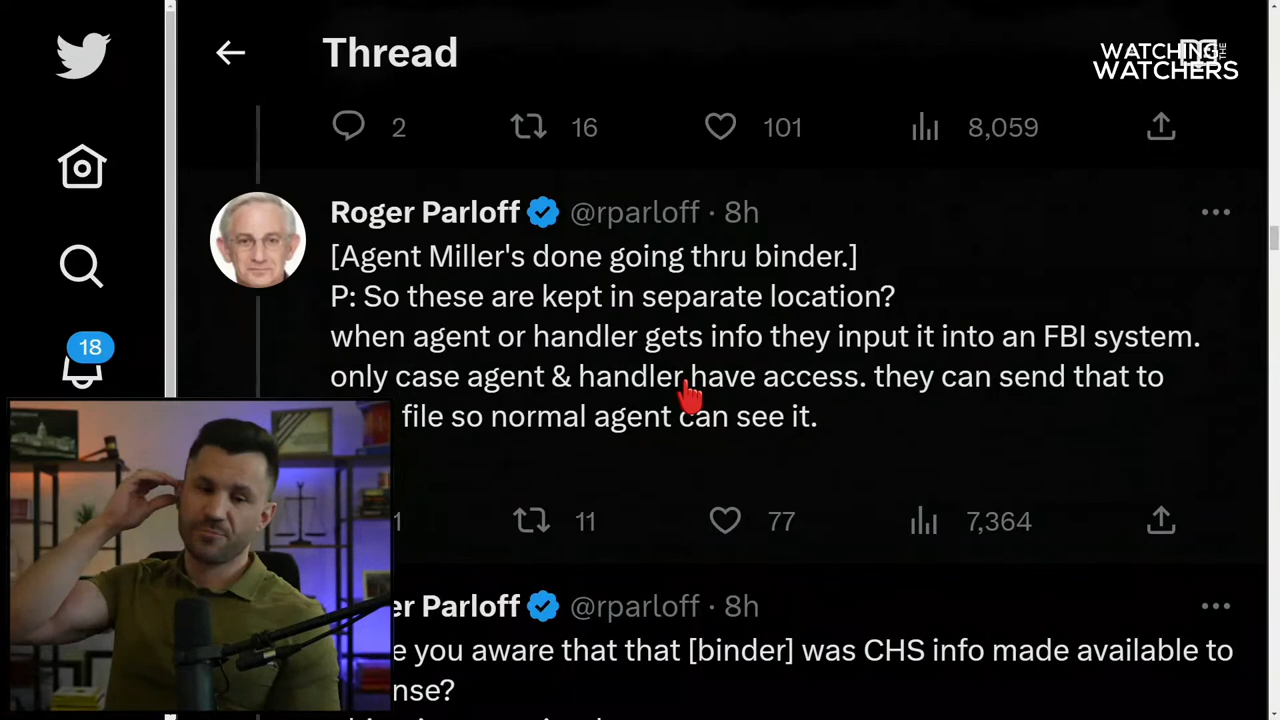 Thread
WATCHING THE
WATCHERS
2 16 101 8,059
Roger Parloff @rparloff · 8h
[Agent Miller's done going thru binder.]
P: So these are kept in separate location?
when agent or handler gets info they input it into an FBI system.
only case agent & handler have access. they can send that to
file so normal agent can see it.
18
1 11 77 7,364
er Parloff @rparloff · 8h
e you aware that that [binder] was CHS info made available to
nse?